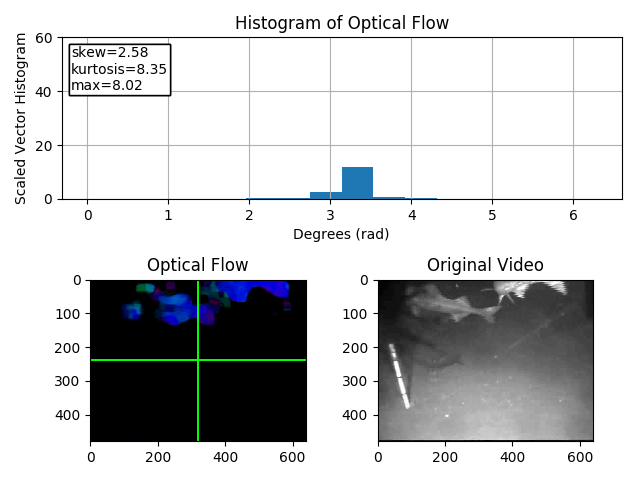 Histogram of Optical Flow
Scaled Vector Histogram
60
40
20
0
skew=2.58
kurtosis=8.35
max=8.02
0 1 2 3 4 5 6
Degrees (rad)
Optical Flow
0
100
200
300
400
0 200 400 600
Original Video
0
100
200
300
400
0 200 400 600